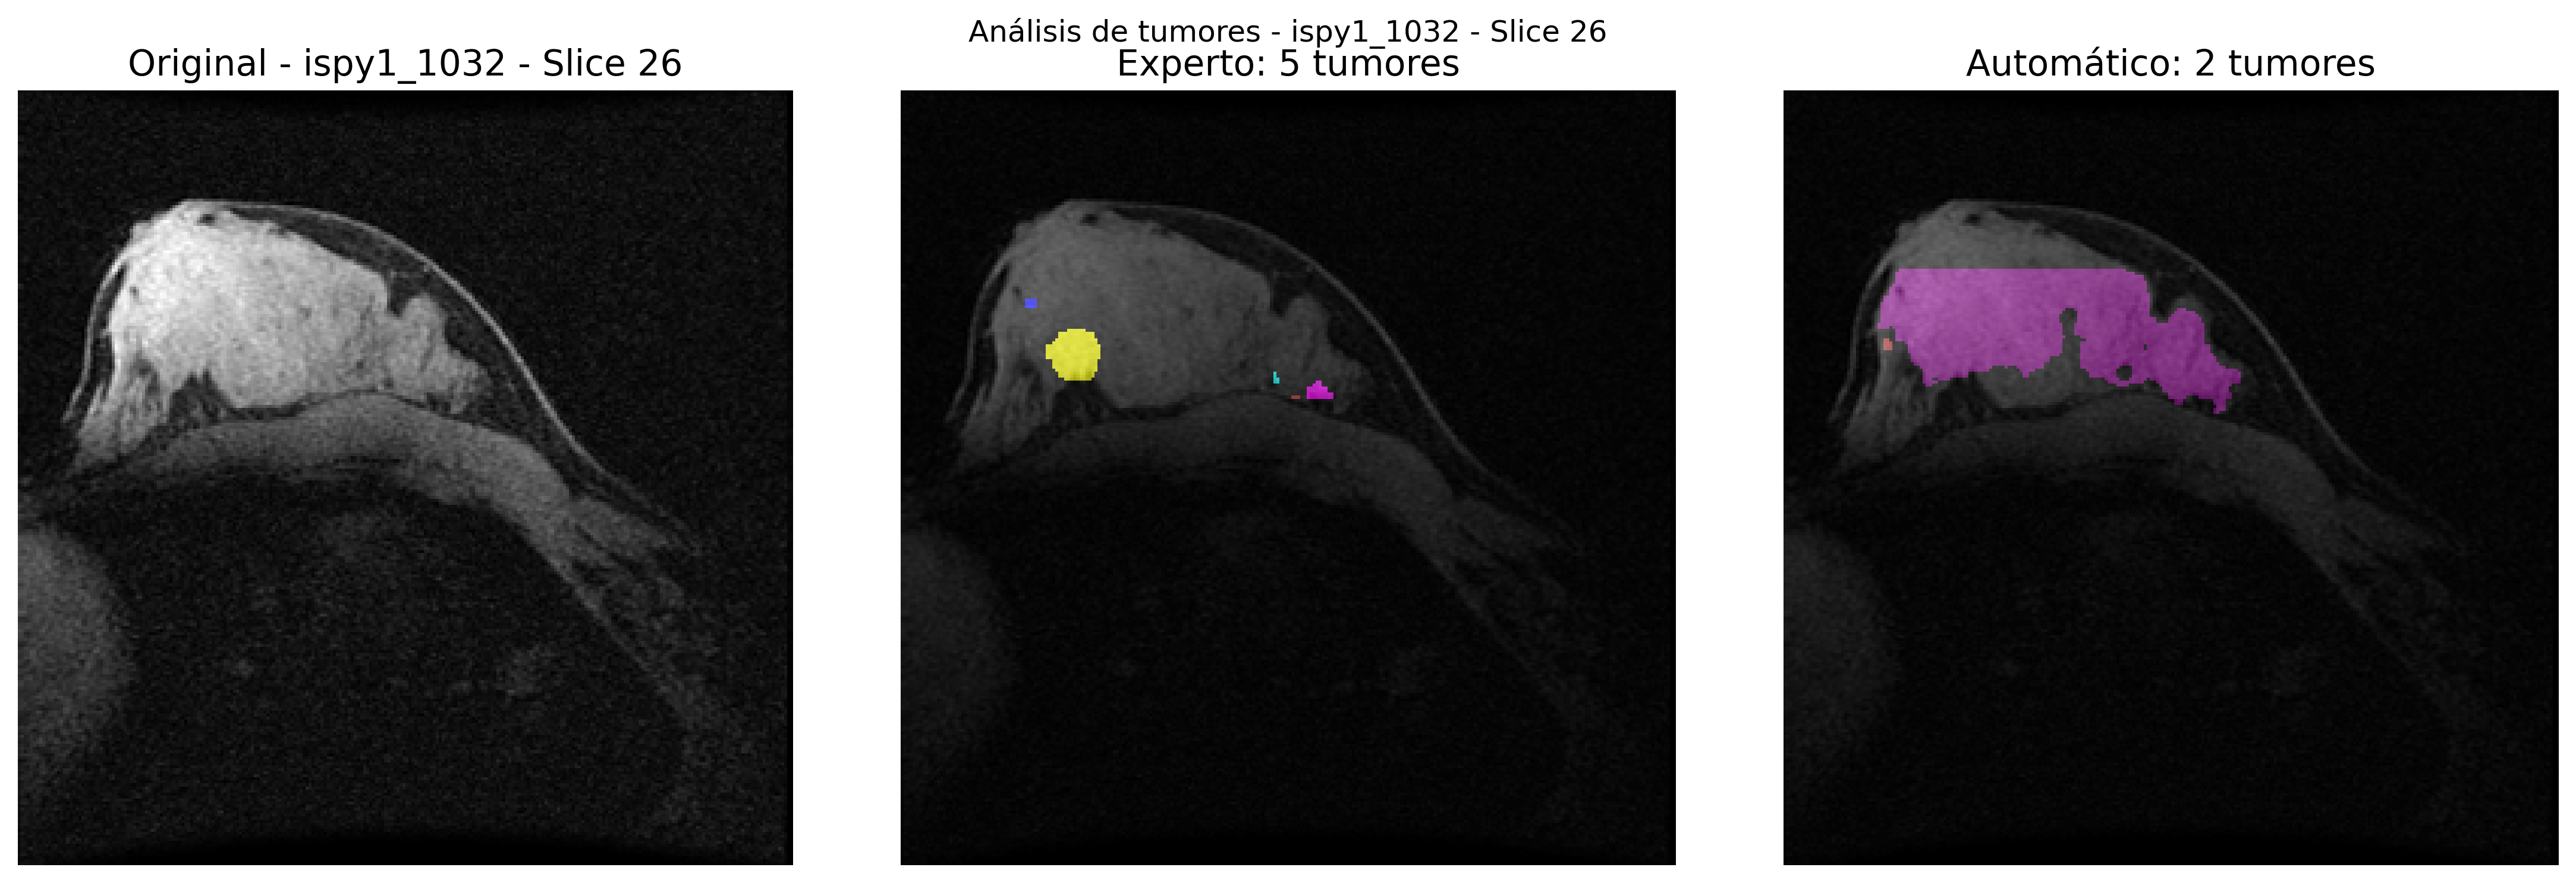 Análisis de tumores - ispy1_1032 - Slice 26
Original - ispy1_1032 - Slice 26
Experto: 5 tumores
Automático: 2 tumores